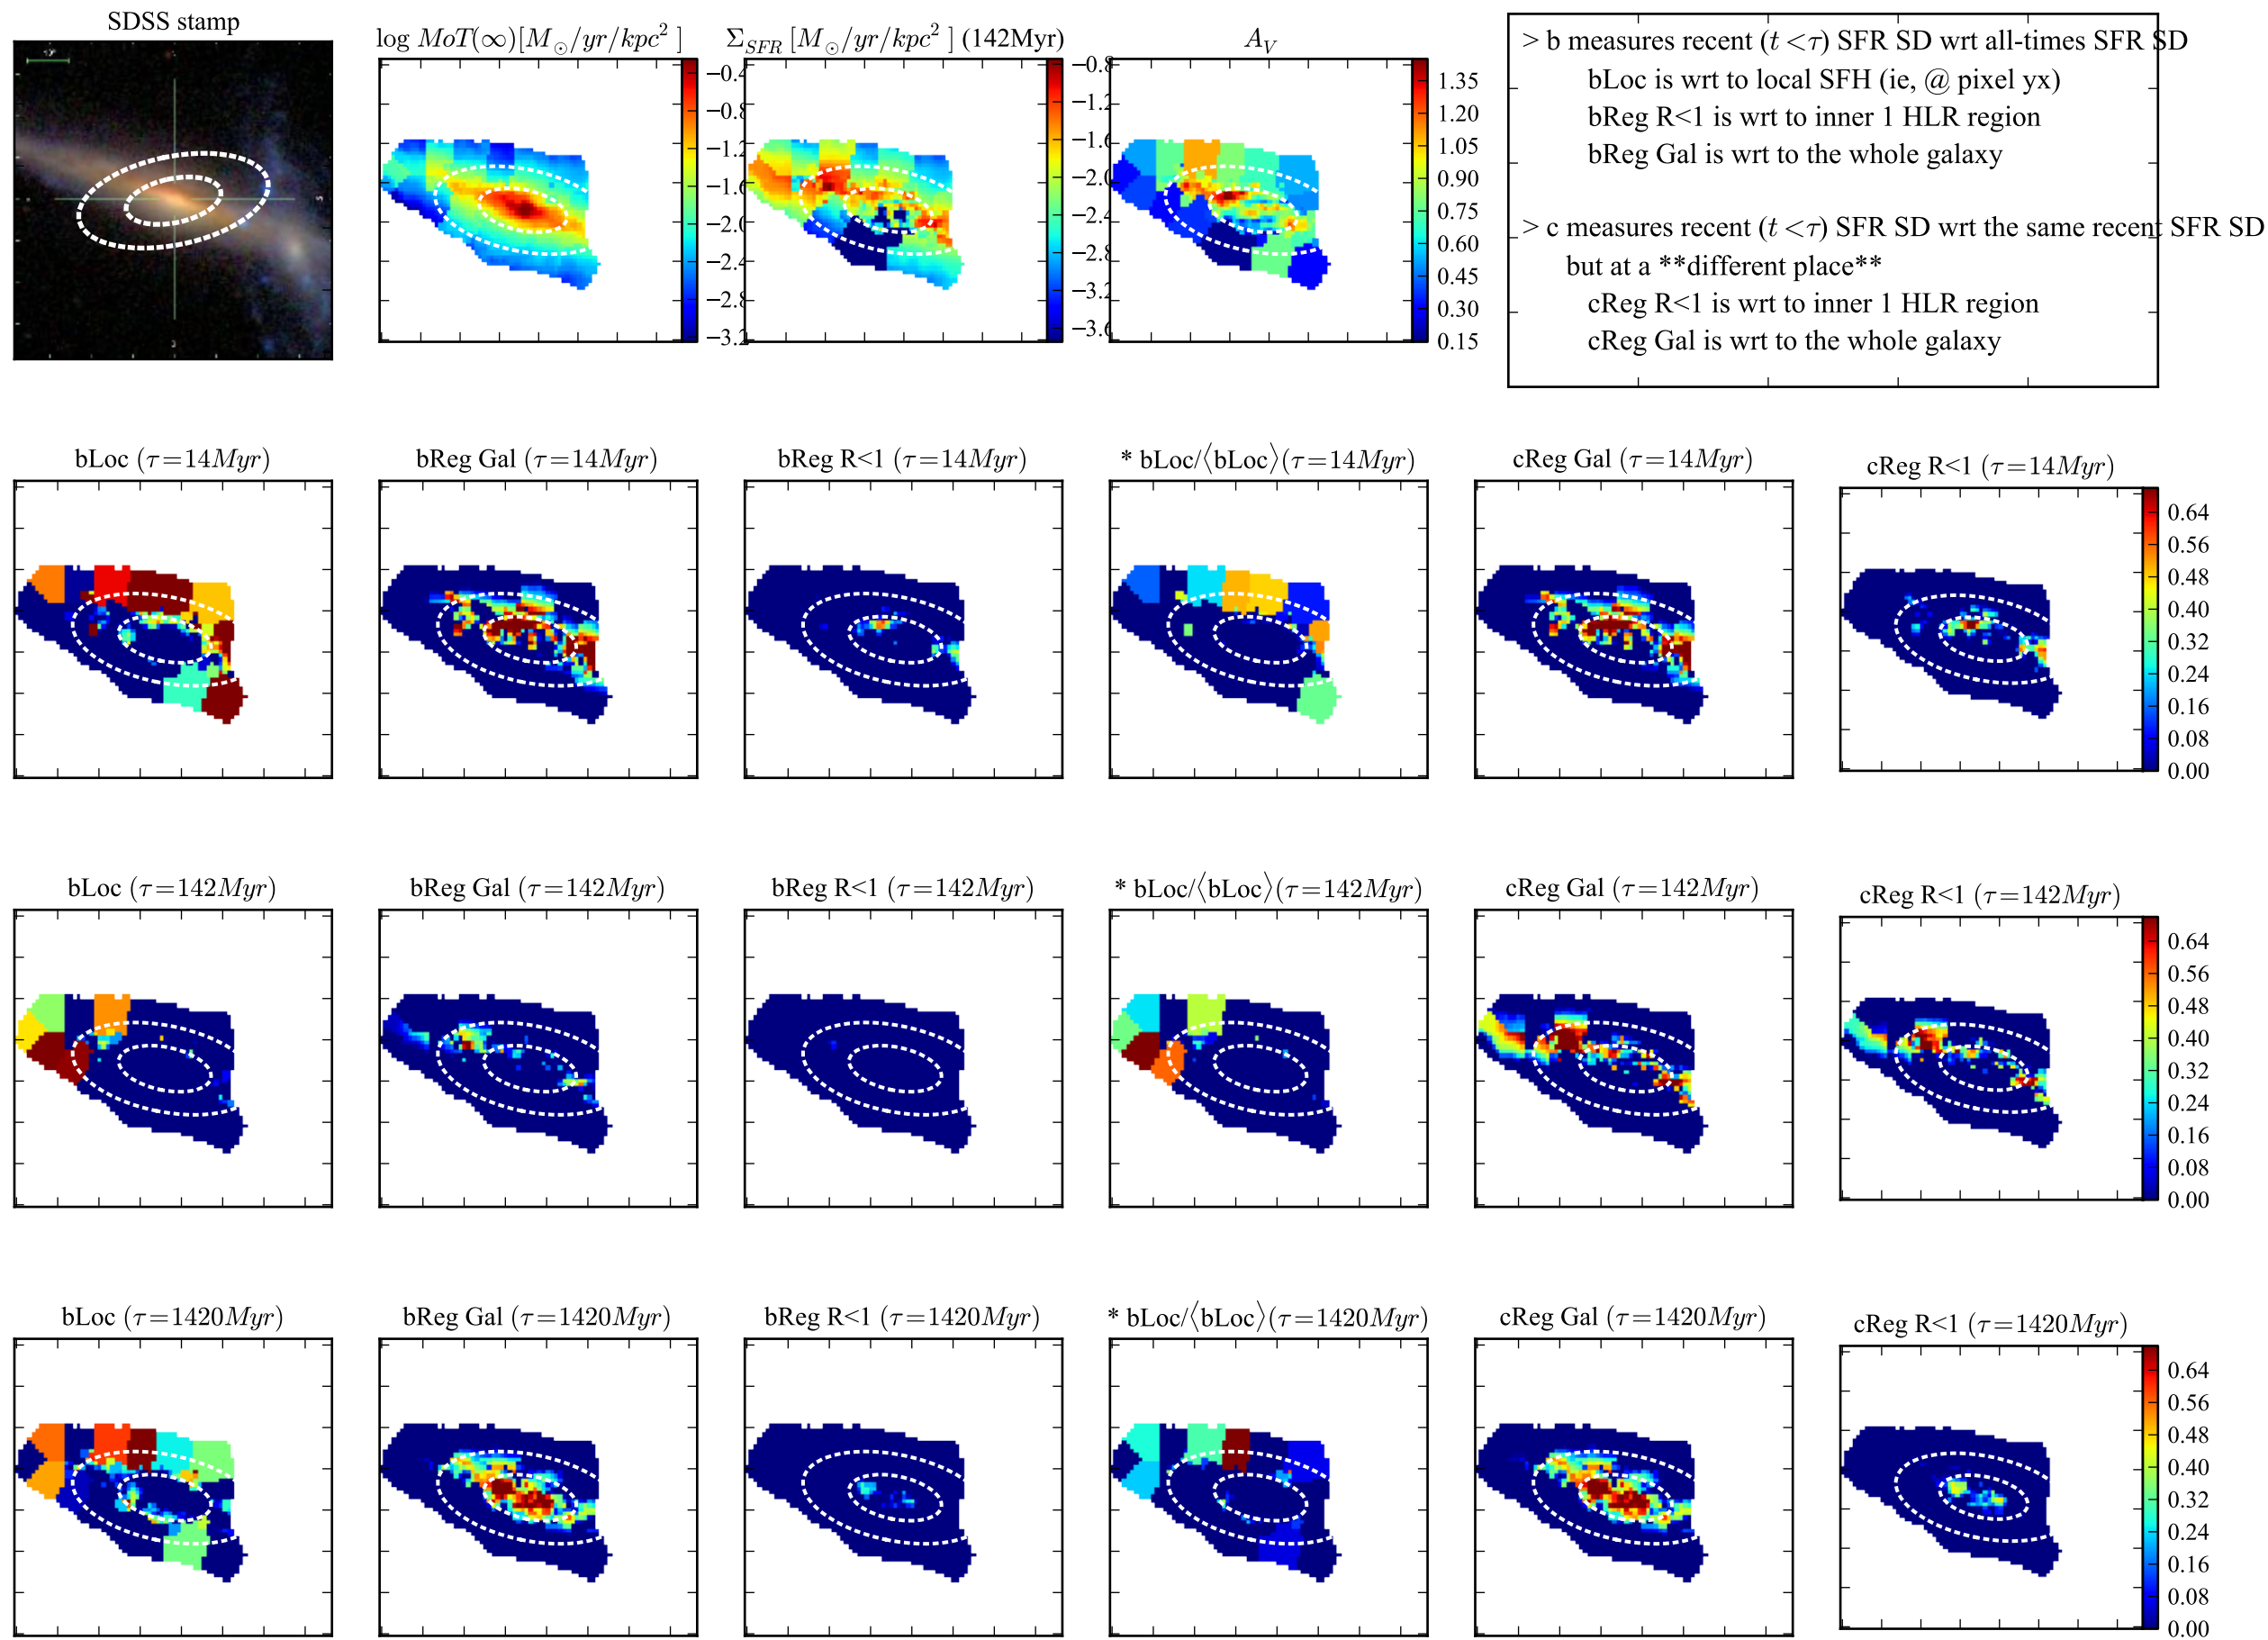 SDSS stamp
log MoT(∞)[M⊙/yr/kpc² ]
Σ_SFR [M⊙/yr/kpc² ] (142Myr)
A_V
−0.4
−0.8
−1.2
−1.6
−2.0
−2.4
−2.8
−3.2
−0.8
−1.2
−1.6
−2.0
−2.4
−2.8
−3.2
−3.6
1.35
1.20
1.05
0.90
0.75
0.60
0.45
0.30
0.15
> b measures recent (t <τ) SFR SD wrt all-times SFR SD
bLoc is wrt to local SFH (ie, @ pixel yx)
bReg R<1 is wrt to inner 1 HLR region
bReg Gal is wrt to the whole galaxy
> c measures recent (t <τ) SFR SD wrt the same recent SFR SD
but at a **different place**
cReg R<1 is wrt to inner 1 HLR region
cReg Gal is wrt to the whole galaxy
bLoc (τ=14Myr)
bReg Gal (τ=14Myr)
bReg R<1 (τ=14Myr)
* bLoc/⟨bLoc⟩(τ=14Myr)
cReg Gal (τ=14Myr)
cReg R<1 (τ=14Myr)
0.64
0.56
0.48
0.40
0.32
0.24
0.16
0.08
0.00
bLoc (τ=142Myr)
bReg Gal (τ=142Myr)
bReg R<1 (τ=142Myr)
* bLoc/⟨bLoc⟩(τ=142Myr)
cReg Gal (τ=142Myr)
cReg R<1 (τ=142Myr)
0.64
0.56
0.48
0.40
0.32
0.24
0.16
0.08
0.00
bLoc (τ=1420Myr)
bReg Gal (τ=1420Myr)
bReg R<1 (τ=1420Myr)
* bLoc/⟨bLoc⟩(τ=1420Myr)
cReg Gal (τ=1420Myr)
cReg R<1 (τ=1420Myr)
0.64
0.56
0.48
0.40
0.32
0.24
0.16
0.08
0.00